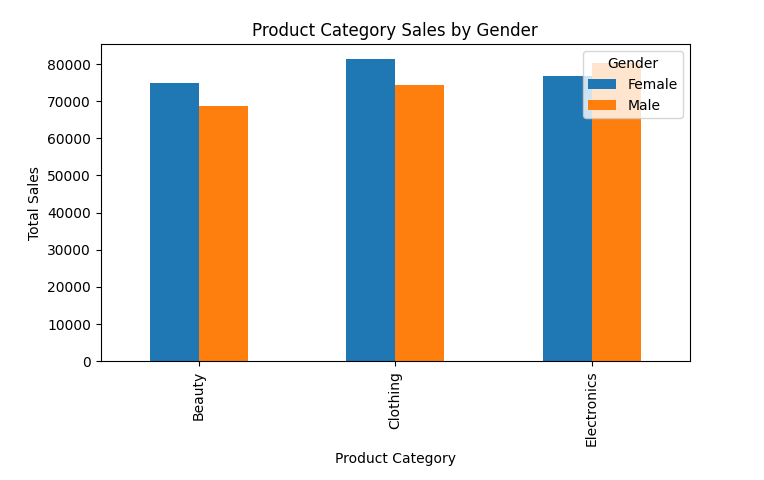 Product Category Sales by Gender
Gender
Female
Male
80000
70000
60000
50000
40000
30000
20000
10000
0
Total Sales
Beauty
Clothing
Electronics
Product Category